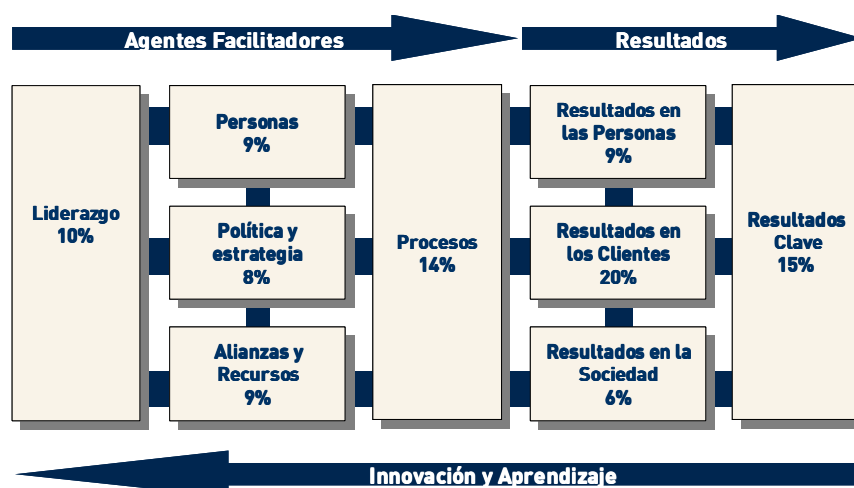 Agentes Facilitadores
Resultados
Liderazgo
10%
Personas
9%
Política y
estrategia
8%
Alianzas y
Recursos
9%
Procesos
14%
Resultados en
las Personas
9%
Resultados en
los Clientes
20%
Resultados en la
Sociedad
6%
Resultados
Clave
15%
Innovación y Aprendizaje